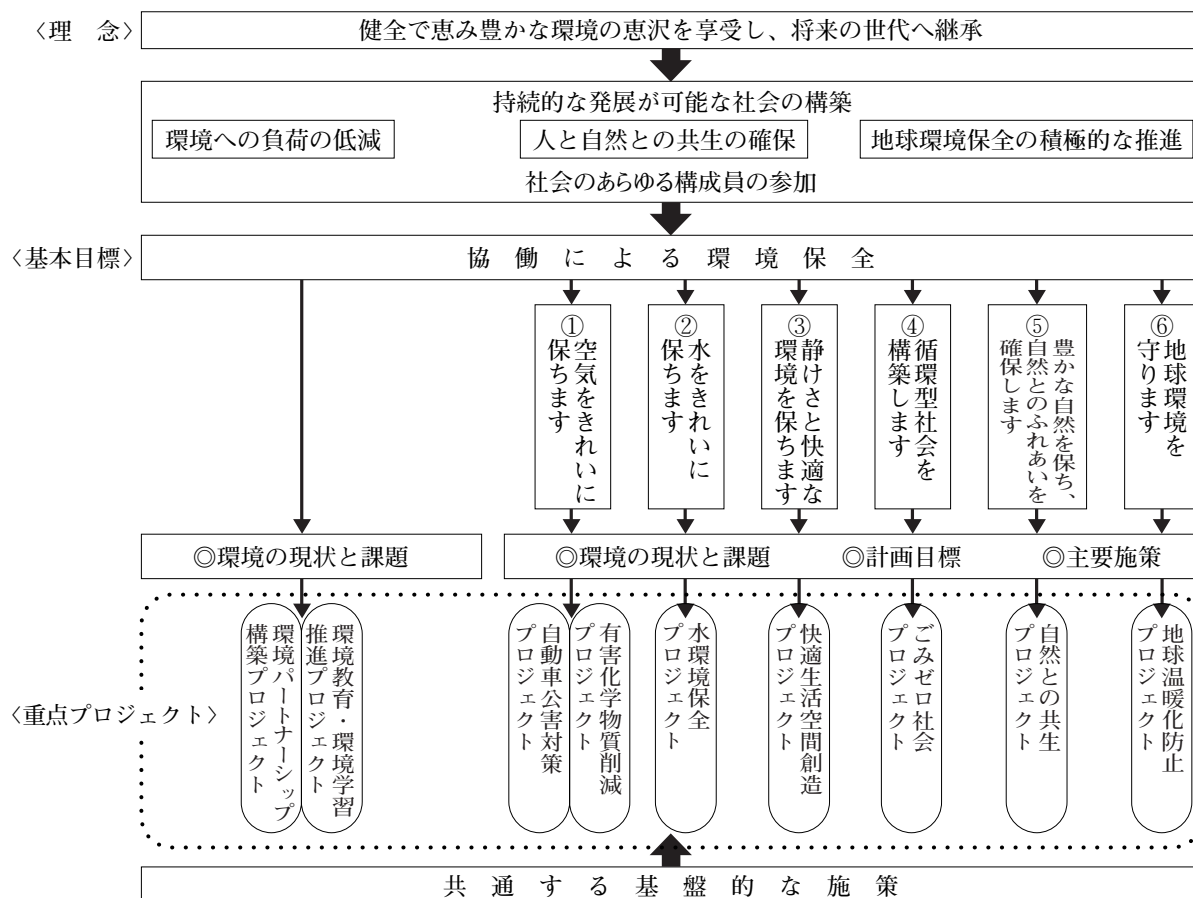 〈理　念〉
健全で恵み豊かな環境の恵沢を享受し、将来の世代へ継承
持続的な発展が可能な社会の構築
環境への負荷の低減
人と自然との共生の確保
地球環境保全の積極的な推進
社会のあらゆる構成員の参加
〈基本目標〉
協働による環境保全
①
空気をきれいに
保ちます
②
水をきれいに
保ちます
③
静けさと快適な
環境を保ちます
④
循環型社会を
構築します
⑤
豊かな自然を保ち、
自然とのふれあいを
確保します
⑥
地球環境を
守ります
◎環境の現状と課題
◎環境の現状と課題　◎計画目標　◎主要施策
〈重点プロジェクト〉
環境パートナーシップ
構築プロジェクト
環境教育・環境学習
推進プロジェクト
自動車公害対策
プロジェクト
有害化学物質削減
プロジェクト
水環境保全
プロジェクト
快適生活空間創造
プロジェクト
ごみゼロ社会
プロジェクト
自然との共生
プロジェクト
地球温暖化防止
プロジェクト
共通する基盤的な施策